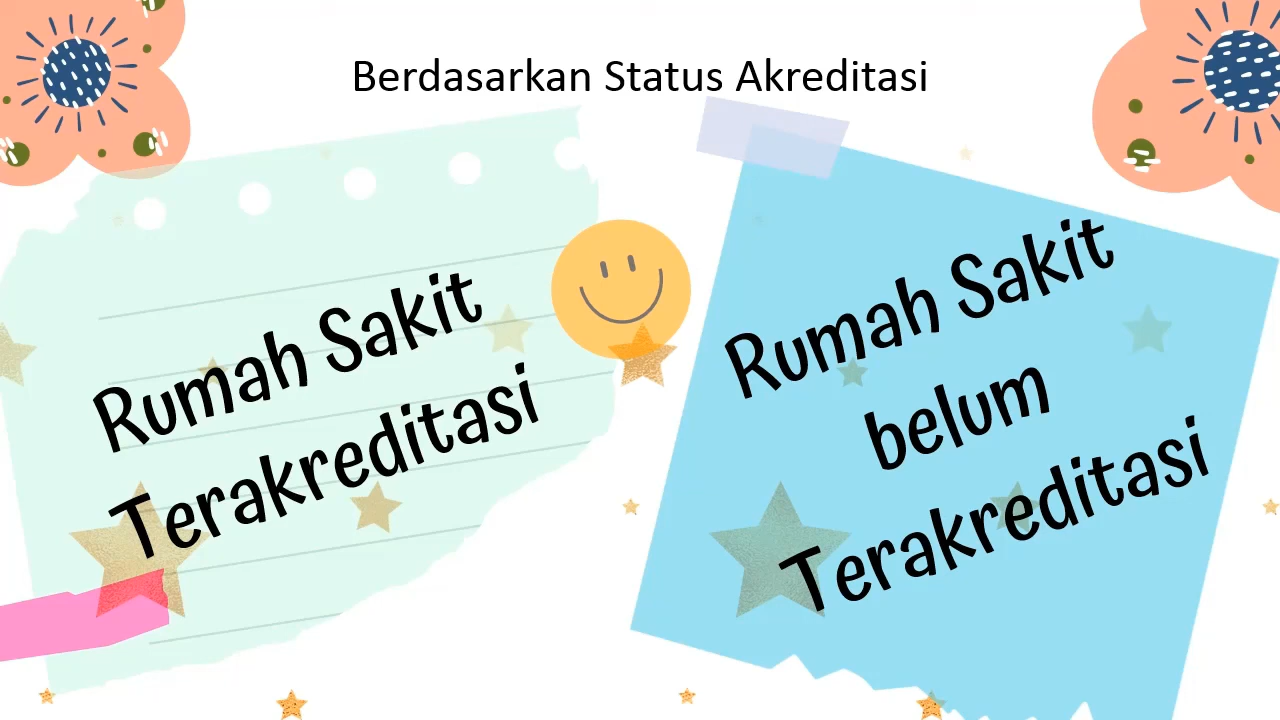 Berdasarkan Status Akreditasi
Rumah Sakit
Terakreditasi
Rumah Sakit
belum
Terakreditasi